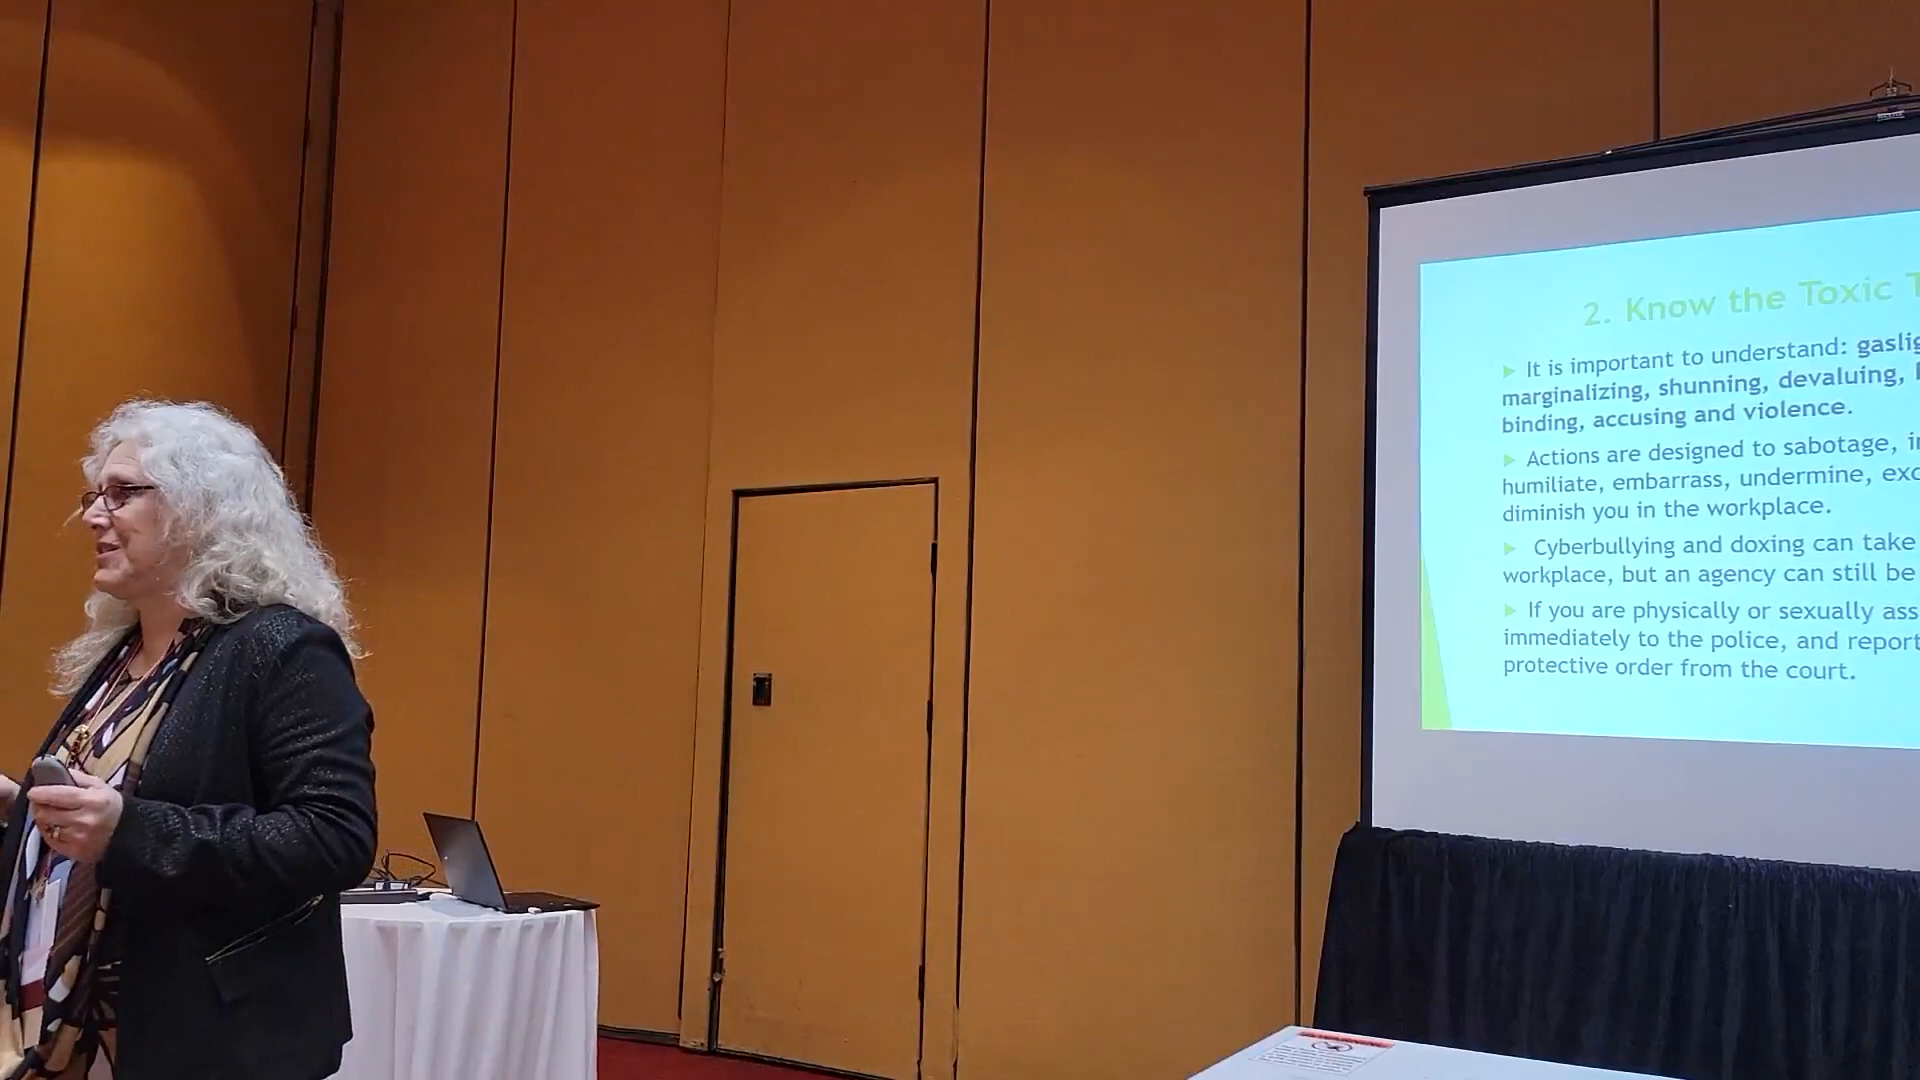 2. Know the Toxic
It is important to understand:
marginalizing, shunning, devaluing,
binding, accusing and violence.
Actions are designed to sabotage,
humiliate, embarrass, undermine,
diminish you in the workplace.
Cyberbullying and doxing can take
workplace, but an agency can still be
If you are physically or sexually
immediately to the police, and report
protective order from the court.